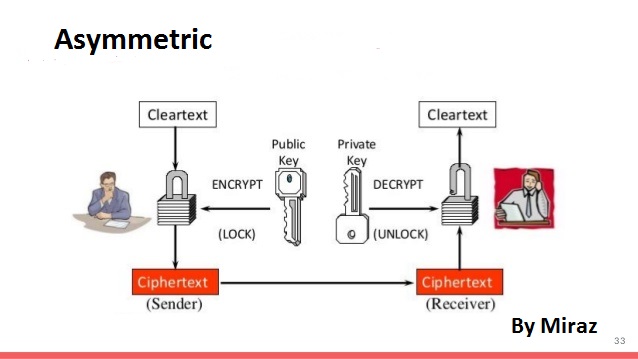 Asymmetric
Cleartext
Cleartext
Public
Key
Private
Key
ENCRYPT
DECRYPT
(LOCK)
(UNLOCK)
Ciphertext
Ciphertext
(Sender)
(Receiver)
By Miraz
33